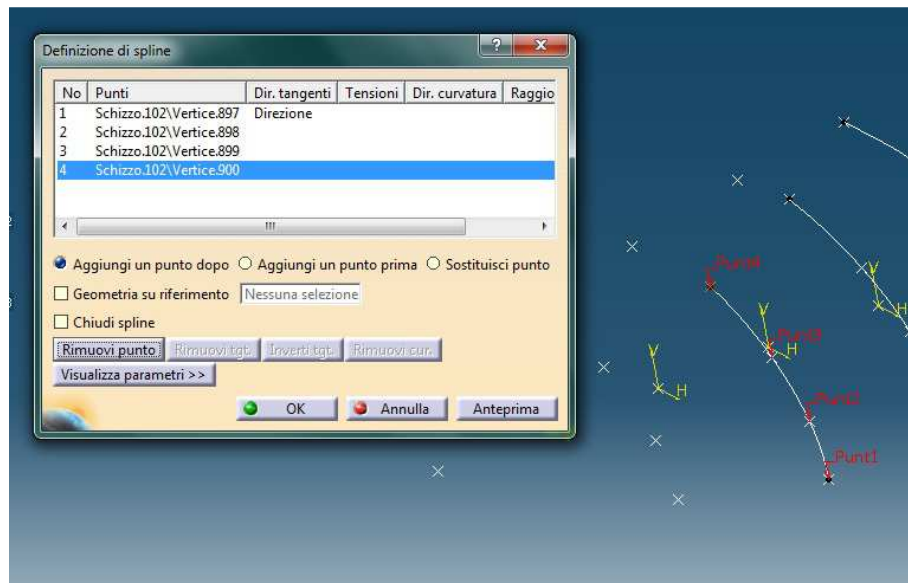 Definizione di spline
No Punti Dir. tangenti Tensioni Dir. curvatura Raggio
1 Schizzo.102\Vertice.897 Direzione
2 Schizzo.102\Vertice.898
3 Schizzo.102\Vertice.899
4 Schizzo.102\Vertice.900
Aggiungi un punto dopo Aggiungi un punto prima Sostituisci punto
Geometria su riferimento Nessuna selezione
Chiudi spline
Rimuovi punto Rimuovi tgt. Inverti tgt. Rimuovi cur.
Visualizza parametri >>
OK Annulla Anteprima
2
3
Punt4
V
H
V
Punt3
H
V
H
Punt2
Punt1